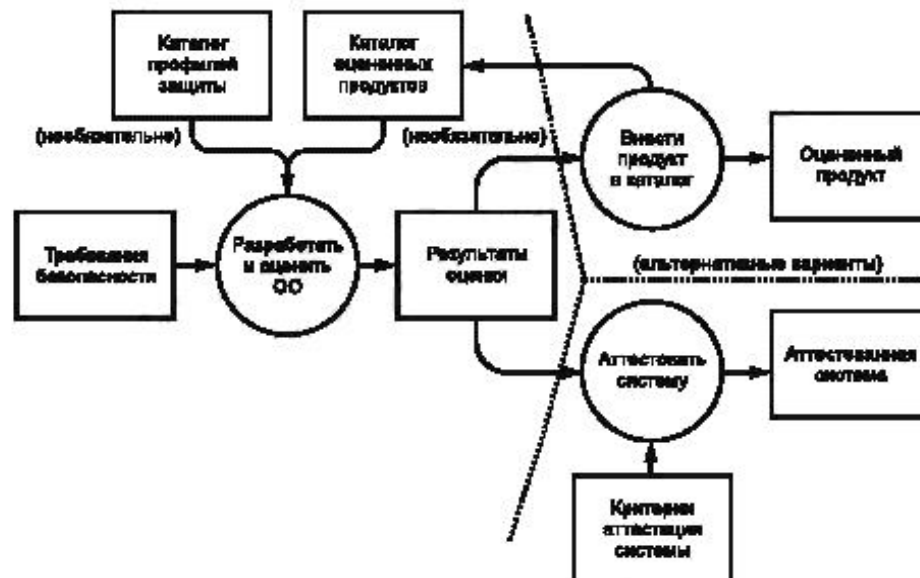 Каталог
профилей
защиты
Каталог
оцененных
продуктов
(необязательно)
(необязательно)
Внести
продукт
в каталог
Оцененный
продукт
Требования
безопасности
Разработать
и оценить
ОО
Результаты
оценки
(альтернативные варианты)
Аттестовать
систему
Аттестованная
система
Критерии
аттестации
системы